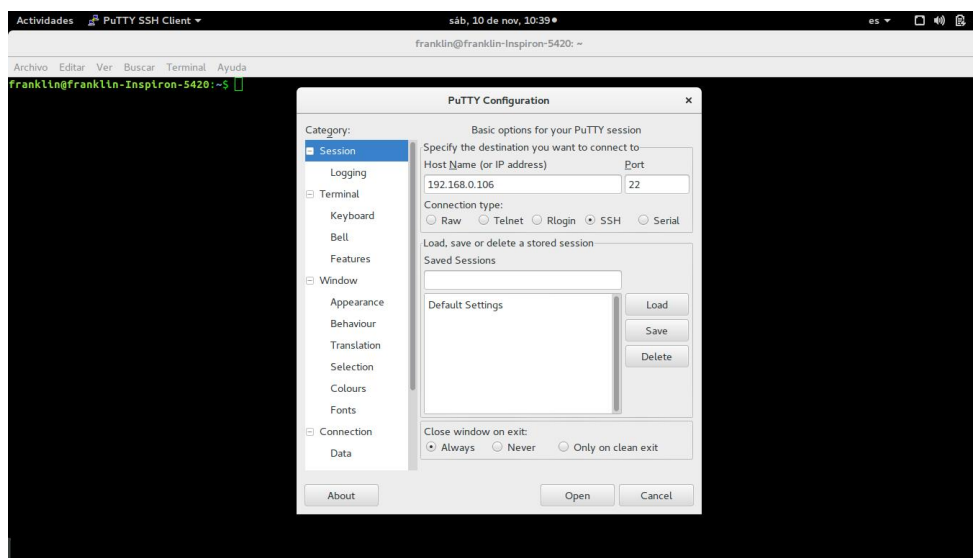 Actividades PuTTY SSH Client sáb, 10 de nov, 10:39 es
franklin@franklin-Inspiron-5420: ~
Archivo Editar Ver Buscar Terminal Ayuda
franklin@franklin-Inspiron-5420:~$
PuTTY Configuration
Category:
Session
Logging
Terminal
Keyboard
Bell
Features
Window
Appearance
Behaviour
Translation
Selection
Colours
Fonts
Connection
Data
Basic options for your PuTTY session
Specify the destination you want to connect to
Host Name (or IP address) Port
192.168.0.106 22
Connection type:
Raw Telnet Rlogin SSH Serial
Load, save or delete a stored session
Saved Sessions
Default Settings
Load
Save
Delete
Close window on exit:
Always Never Only on clean exit
About Open Cancel